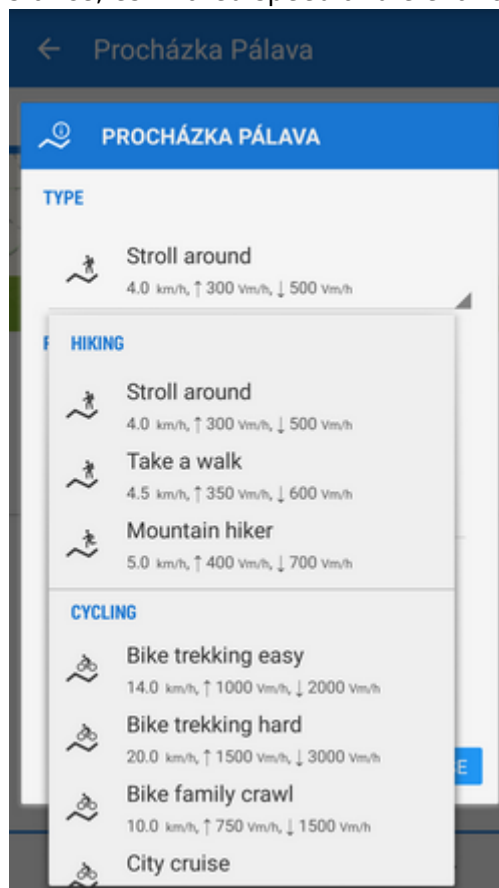 Procházka Pálava
PROCHÁZKA PÁLAVA
TYPE
Stroll around
4.0 km/h, ↑ 300 Vm/h, ↓ 500 Vm/h
HIKING
Stroll around
4.0 km/h, ↑ 300 Vm/h, ↓ 500 Vm/h
Take a walk
4.5 km/h, ↑ 350 Vm/h, ↓ 600 Vm/h
Mountain hiker
5.0 km/h, ↑ 400 Vm/h, ↓ 700 Vm/h
CYCLING
Bike trekking easy
14.0 km/h, ↑ 1000 Vm/h, ↓ 2000 Vm/h
Bike trekking hard
20.0 km/h, ↑ 1500 Vm/h, ↓ 3000 Vm/h
Bike family crawl
10.0 km/h, ↑ 750 Vm/h, ↓ 1500 Vm/h
City cruise